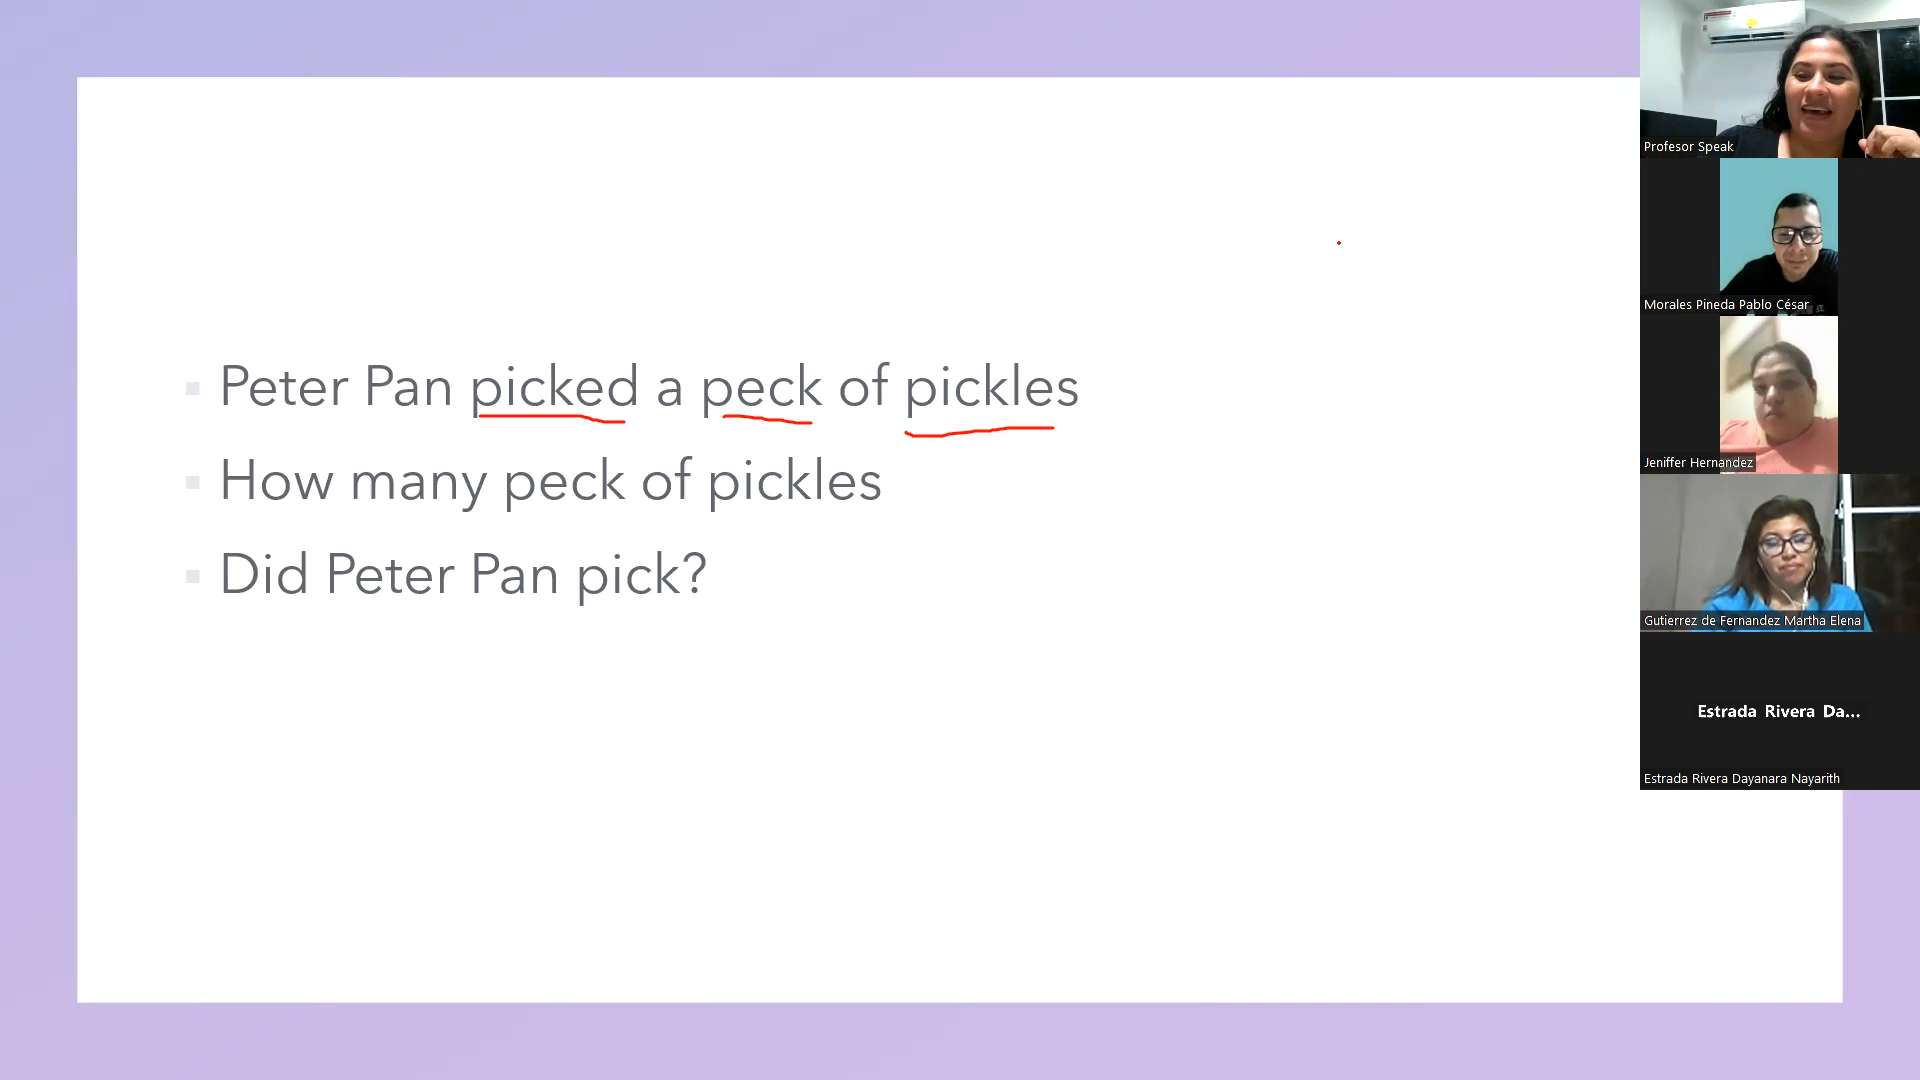 Peter Pan picked a peck of pickles
How many peck of pickles
Did Peter Pan pick?
Profesor Speak
Morales Pineda Pablo César
Jeniffer Hernandez
Gutierrez de Fernandez Martha Elena
Estrada Rivera Da...
Estrada Rivera Dayanara Nayarith